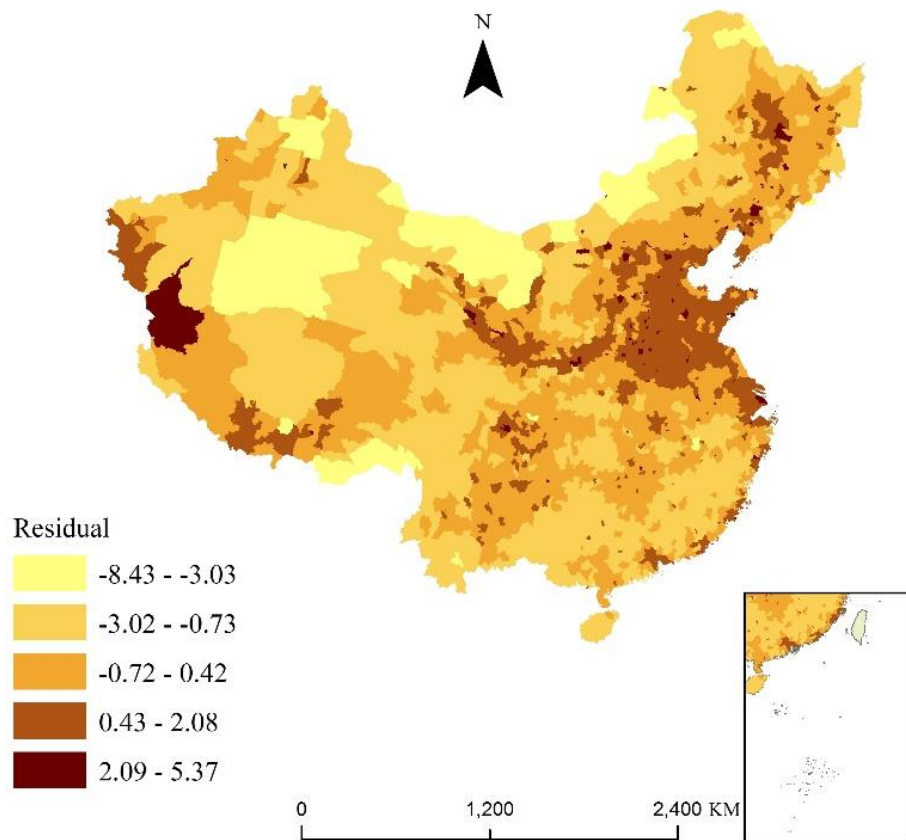 N
Residual
-8.43 - -3.03
-3.02 - -0.73
-0.72 - 0.42
0.43 - 2.08
2.09 - 5.37
0 1,200 2,400 KM